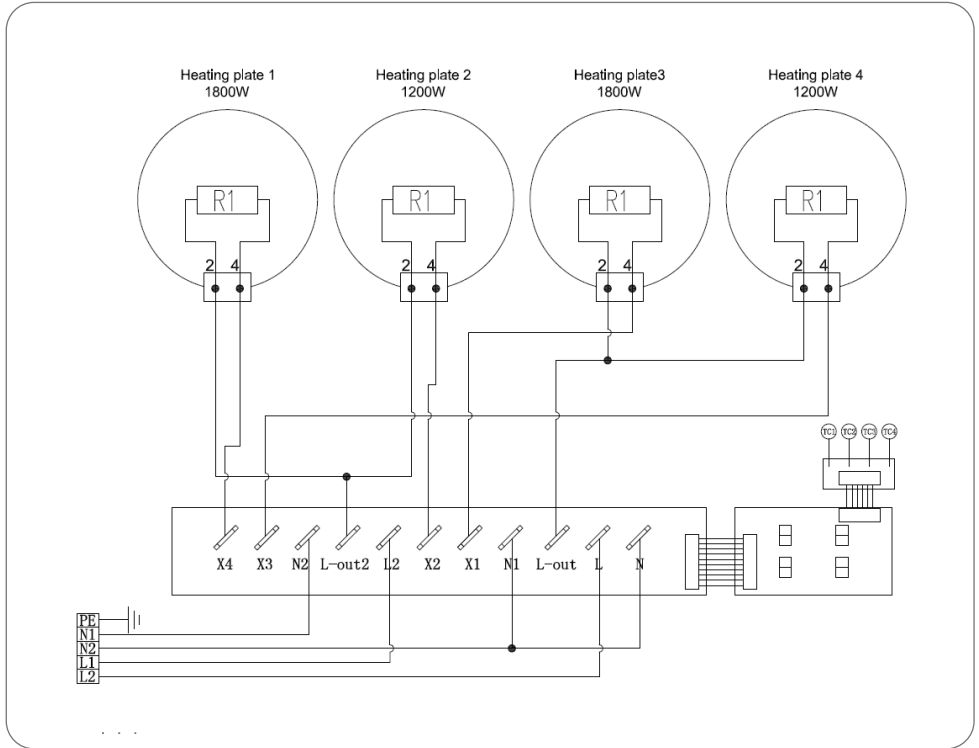 Heating plate 1
1800W
Heating plate 2
1200W
Heating plate3
1800W
Heating plate 4
1200W
R1
R1
R1
R1
2 4
2 4
2 4
2 4
TC1 TC2 TC3 TC4
X4 X3 N2 L-out2 L2 X2 X1 N1 L-out L N
PE
N1
N2
L1
L2